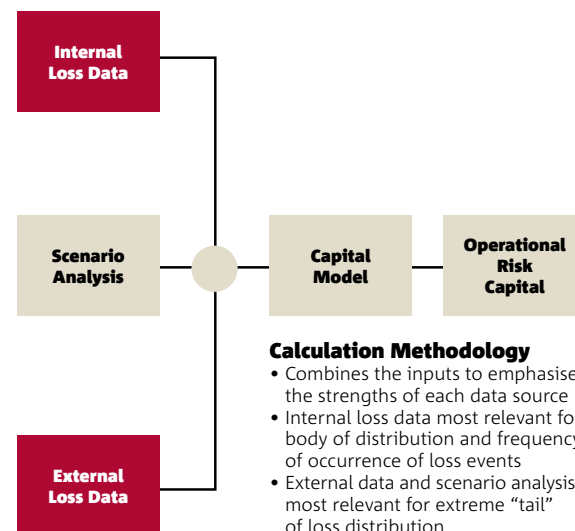 Internal
Loss Data
Scenario
Analysis
Capital
Model
Operational
Risk
Capital
External
Loss Data
Calculation Methodology
• Combines the inputs to emphasise
the strengths of each data source
• Internal loss data most relevant fo
body of distribution and frequency
of occurrence of loss events
• External data and scenario analysis
most relevant for extreme “tail”
of loss distribution